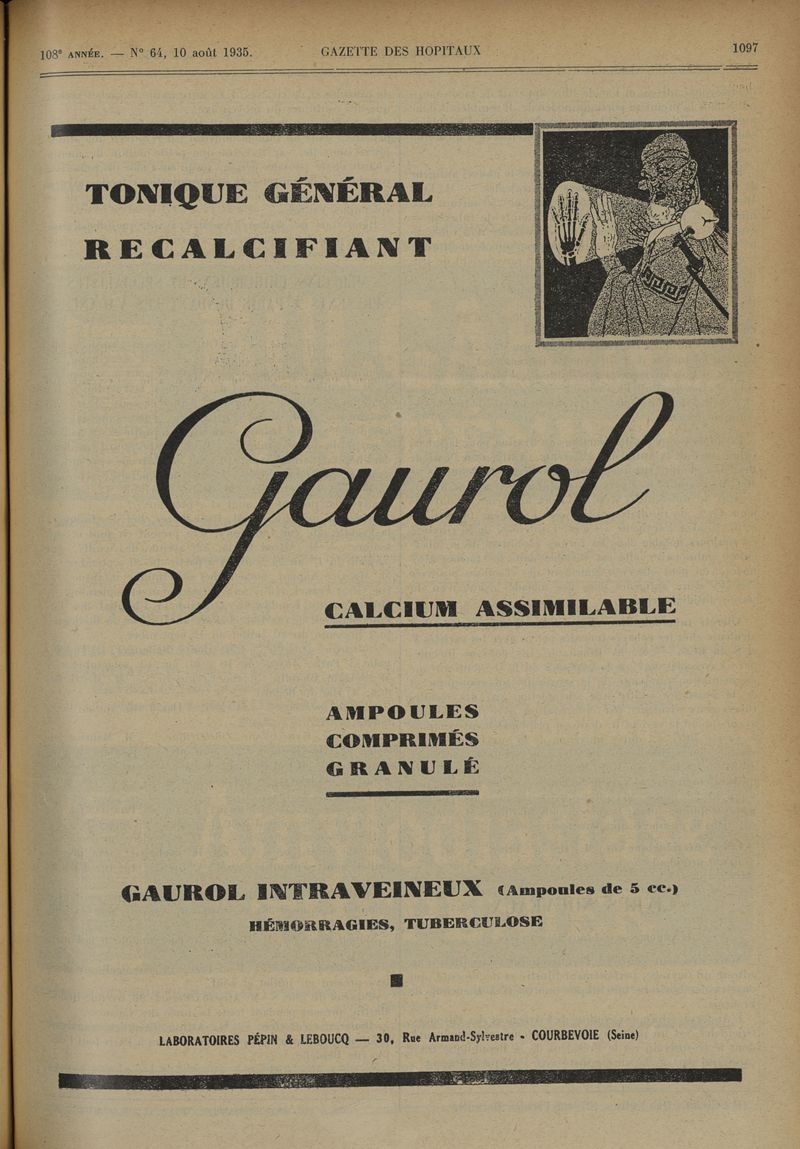 108e ANNÉE. — N° 64, 10 août 1935. GAZETTE DES HOPITAUX 1097
TONIQUE GÉNÉRAL
RECALCIFIANT
Gaurol
CALCIUM ASSIMILABLE
AMPOULES
COMPRIMÉS
GRANULÉ
GAUROL INTRAVEINEUX (Ampoules de 5 cc.)
HÉMORRAGIES, TUBERCULOSE
LABORATOIRES PÉPIN & LEBOUCQ — 30, Rue Armand-Sylvestre - COURBEVOIE (Seine)